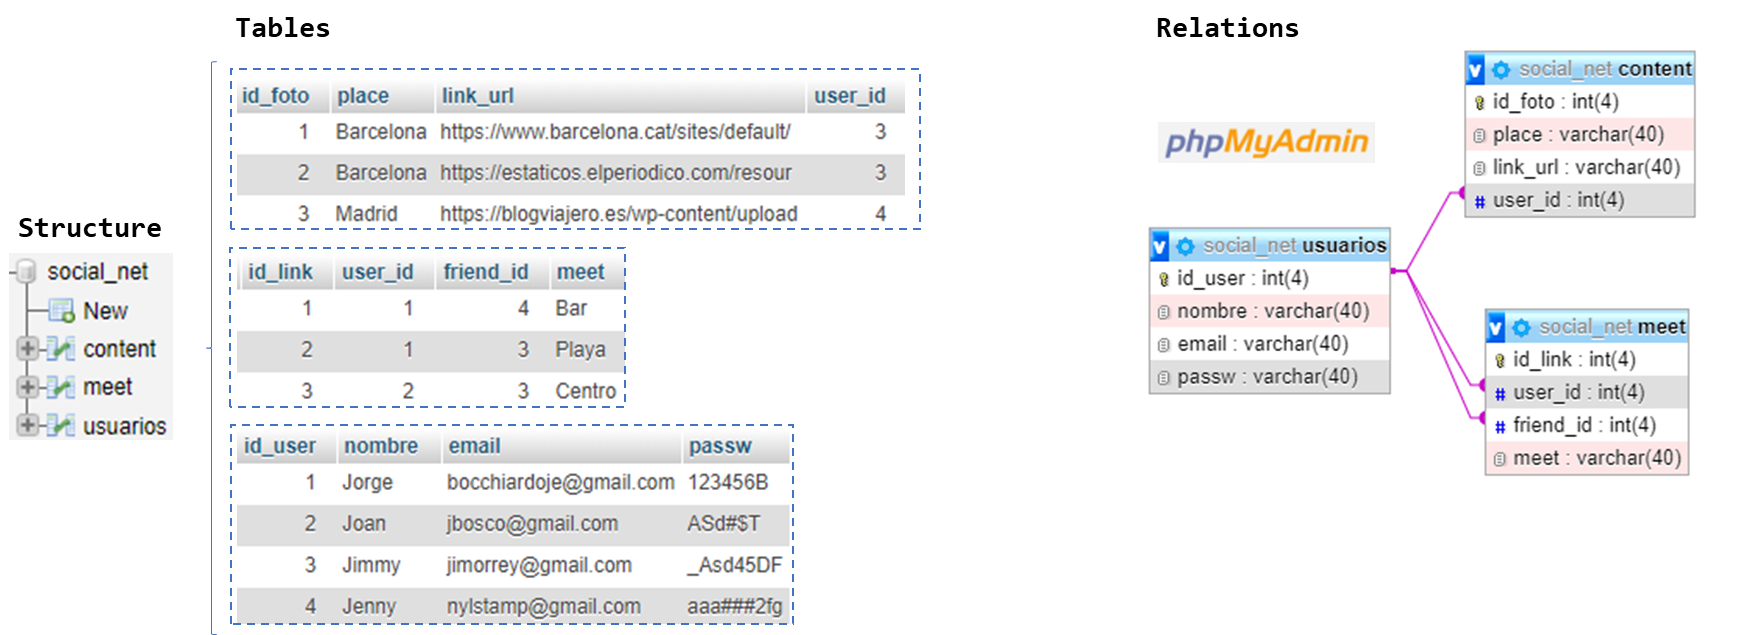 Tables
Relations
Structure
social_net
New
content
meet
usuarios
id_foto place link_url user_id
1 Barcelona https://www.barcelona.cat/sites/default/ 3
2 Barcelona https://estaticos.elperiodico.com/resour 3
3 Madrid https://blogviajero.es/wp-content/upload 4
id_link user_id friend_id meet
1 1 4 Bar
2 1 3 Playa
3 2 3 Centro
id_user nombre email passw
1 Jorge bocchiardoje@gmail.com 123456B
2 Joan jbosco@gmail.com ASd#$T
3 Jimmy jimorrey@gmail.com _Asd45DF
4 Jenny nylstamp@gmail.com aaa###2fg
phpMyAdmin
v social_net usuarios
id_user : int(4)
nombre : varchar(40)
email : varchar(40)
passw : varchar(40)
v social_net content
id_foto : int(4)
place : varchar(40)
link_url : varchar(40)
# user_id : int(4)
v social_net meet
id_link : int(4)
# user_id : int(4)
# friend_id : int(4)
meet : varchar(40)